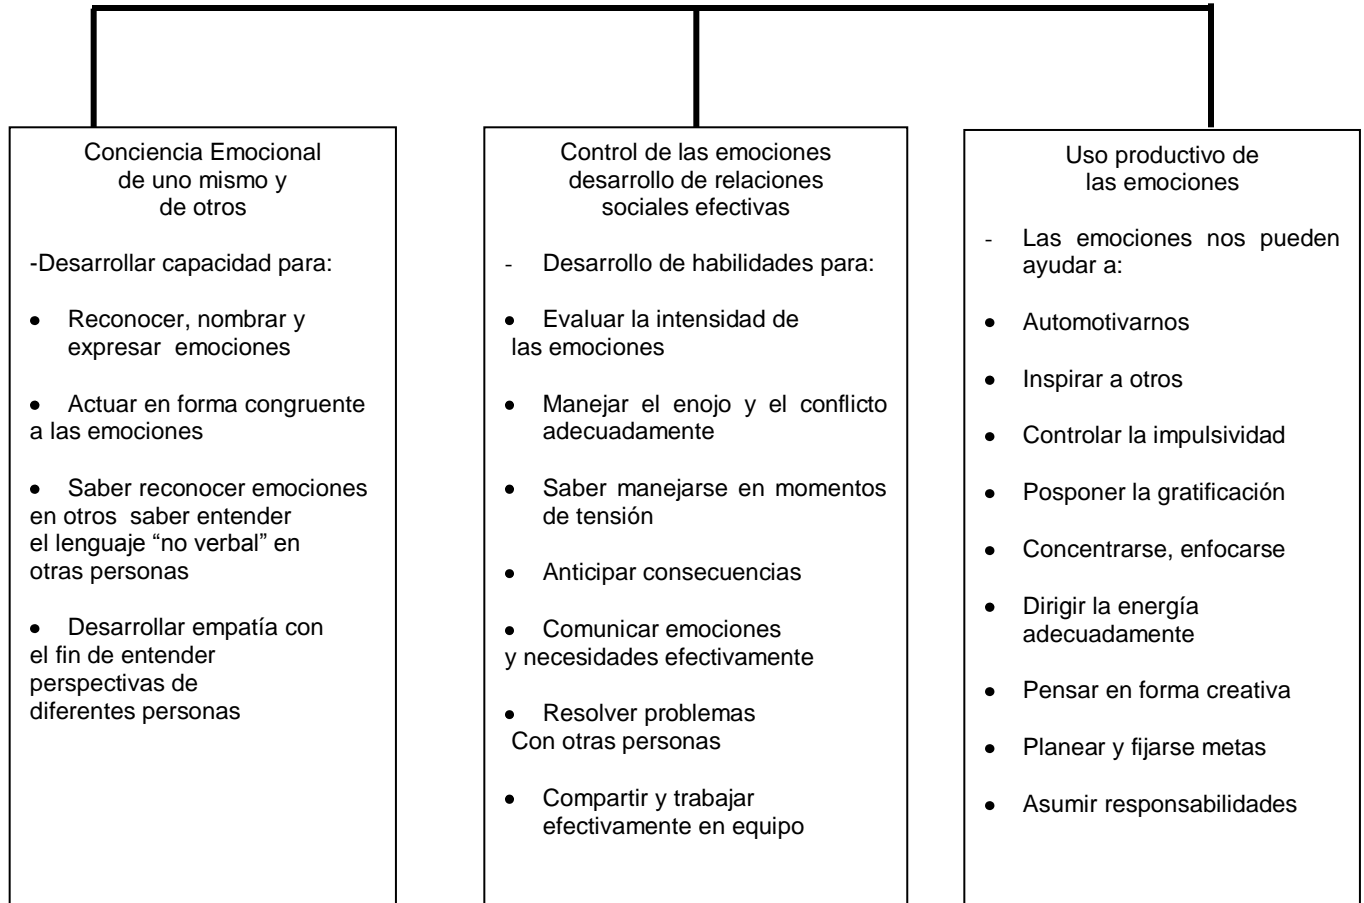 Conciencia Emocional
de uno mismo y
de otros
-Desarrollar capacidad para:
• Reconocer, nombrar y
expresar emociones
• Actuar en forma congruente
a las emociones
• Saber reconocer emociones
en otros saber entender
el lenguaje “no verbal” en
otras personas
• Desarrollar empatía con
el fin de entender
perspectivas de
diferentes personas
Control de las emociones
desarrollo de relaciones
sociales efectivas
- Desarrollo de habilidades para:
• Evaluar la intensidad de
las emociones
• Manejar el enojo y el conflicto
adecuadamente
• Saber manejarse en momentos
de tensión
• Anticipar consecuencias
• Comunicar emociones
y necesidades efectivamente
• Resolver problemas
Con otras personas
• Compartir y trabajar
efectivamente en equipo
Uso productivo de
las emociones
- Las emociones nos pueden
ayudar a:
• Automotivarnos
• Inspirar a otros
• Controlar la impulsividad
• Posponer la gratificación
• Concentrarse, enfocarse
• Dirigir la energía
adecuadamente
• Pensar en forma creativa
• Planear y fijarse metas
• Asumir responsabilidades